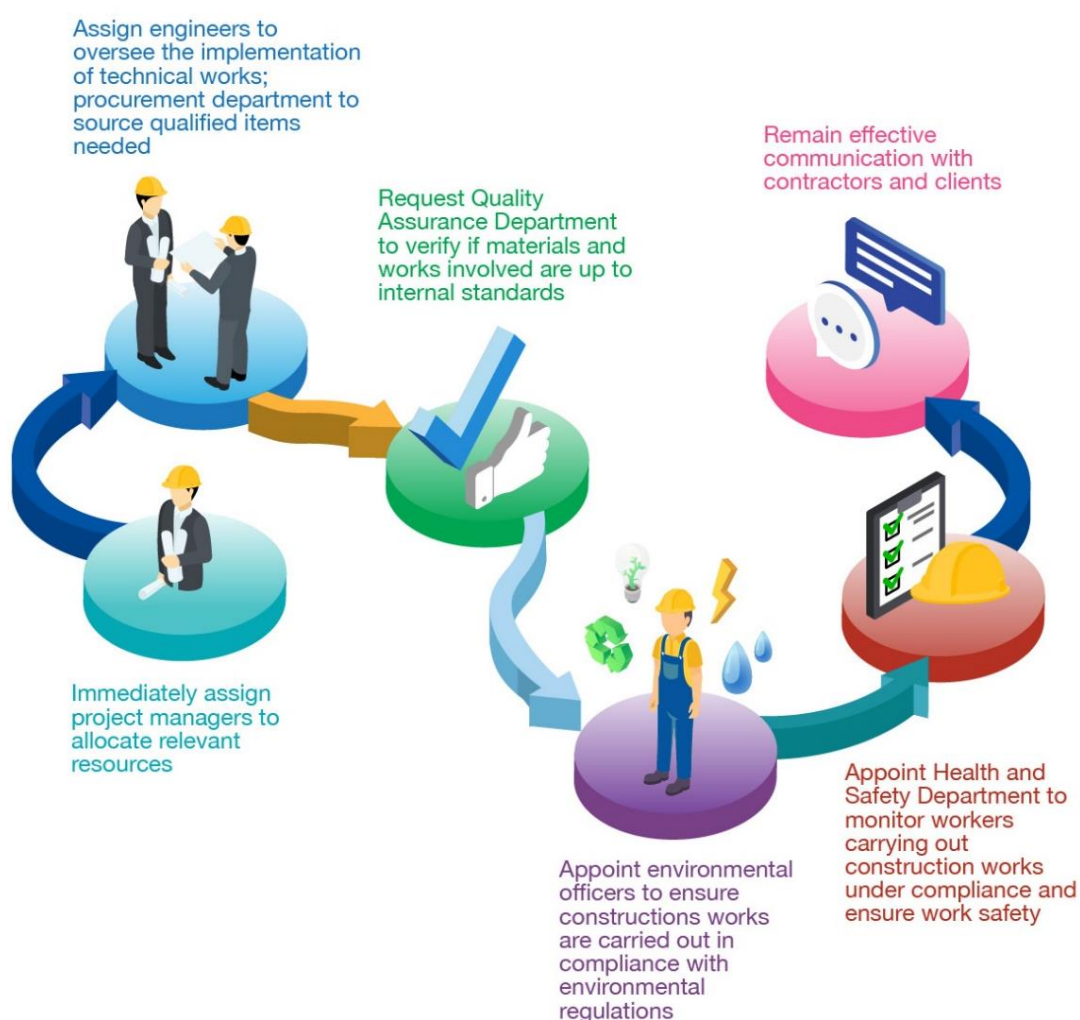 Assign engineers to
oversee the implementation
of technical works;
procurement department to
source qualified items
needed
Request Quality
Assurance Department
to verify if materials and
works involved are up to
internal standards
Remain effective
communication with
contractors and clients
Immediately assign
project managers to
allocate relevant
resources
Appoint environmental
officers to ensure
constructions works
are carried out in
compliance with
environmental
regulations
Appoint Health and
Safety Department to
monitor workers
carrying out
construction works
under compliance and
ensure work safety